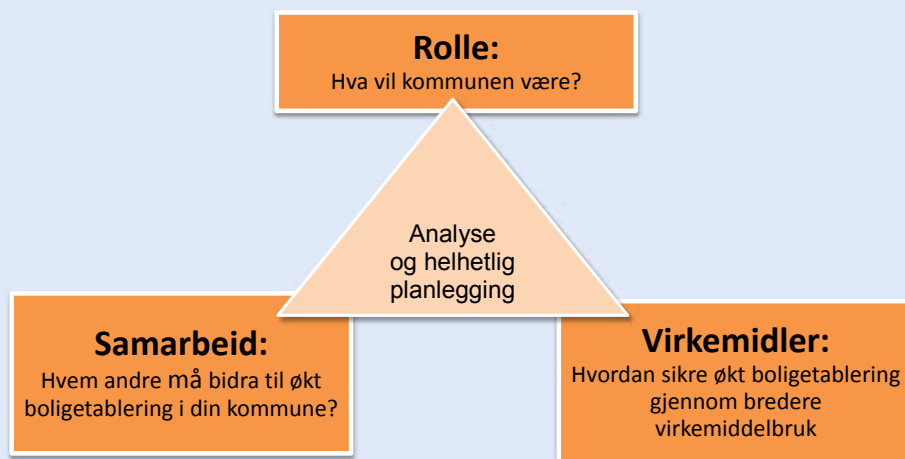 Rolle:
Hva vil kommunen være?
Analyse
og helhetlig
planlegging
Samarbeid:
Hvem andre må bidra til økt
boligetablering i din kommune?
Virkemidler:
Hvordan sikre økt boligetablering
gjennom bredere
virkemiddelbruk